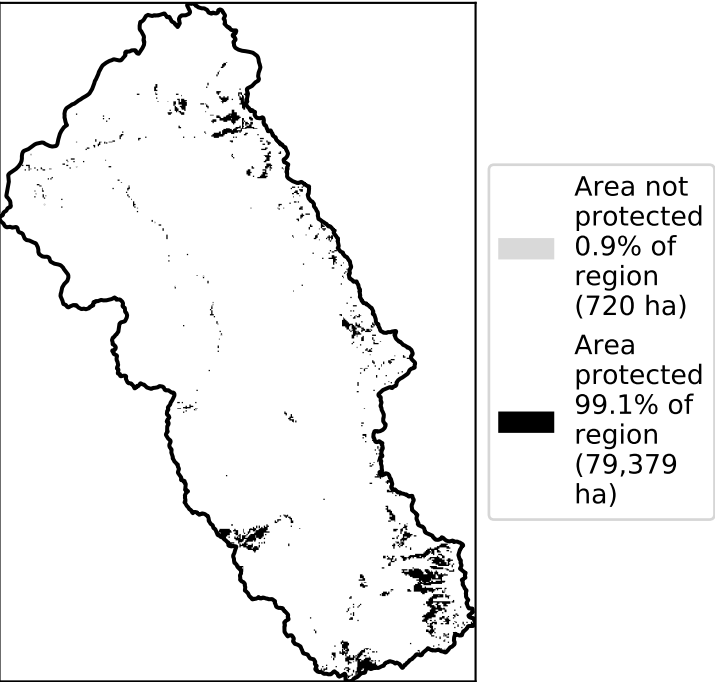 Area not
protected
0.9% of
region
(720 ha)
Area
protected
99.1% of
region
(79,379
ha)